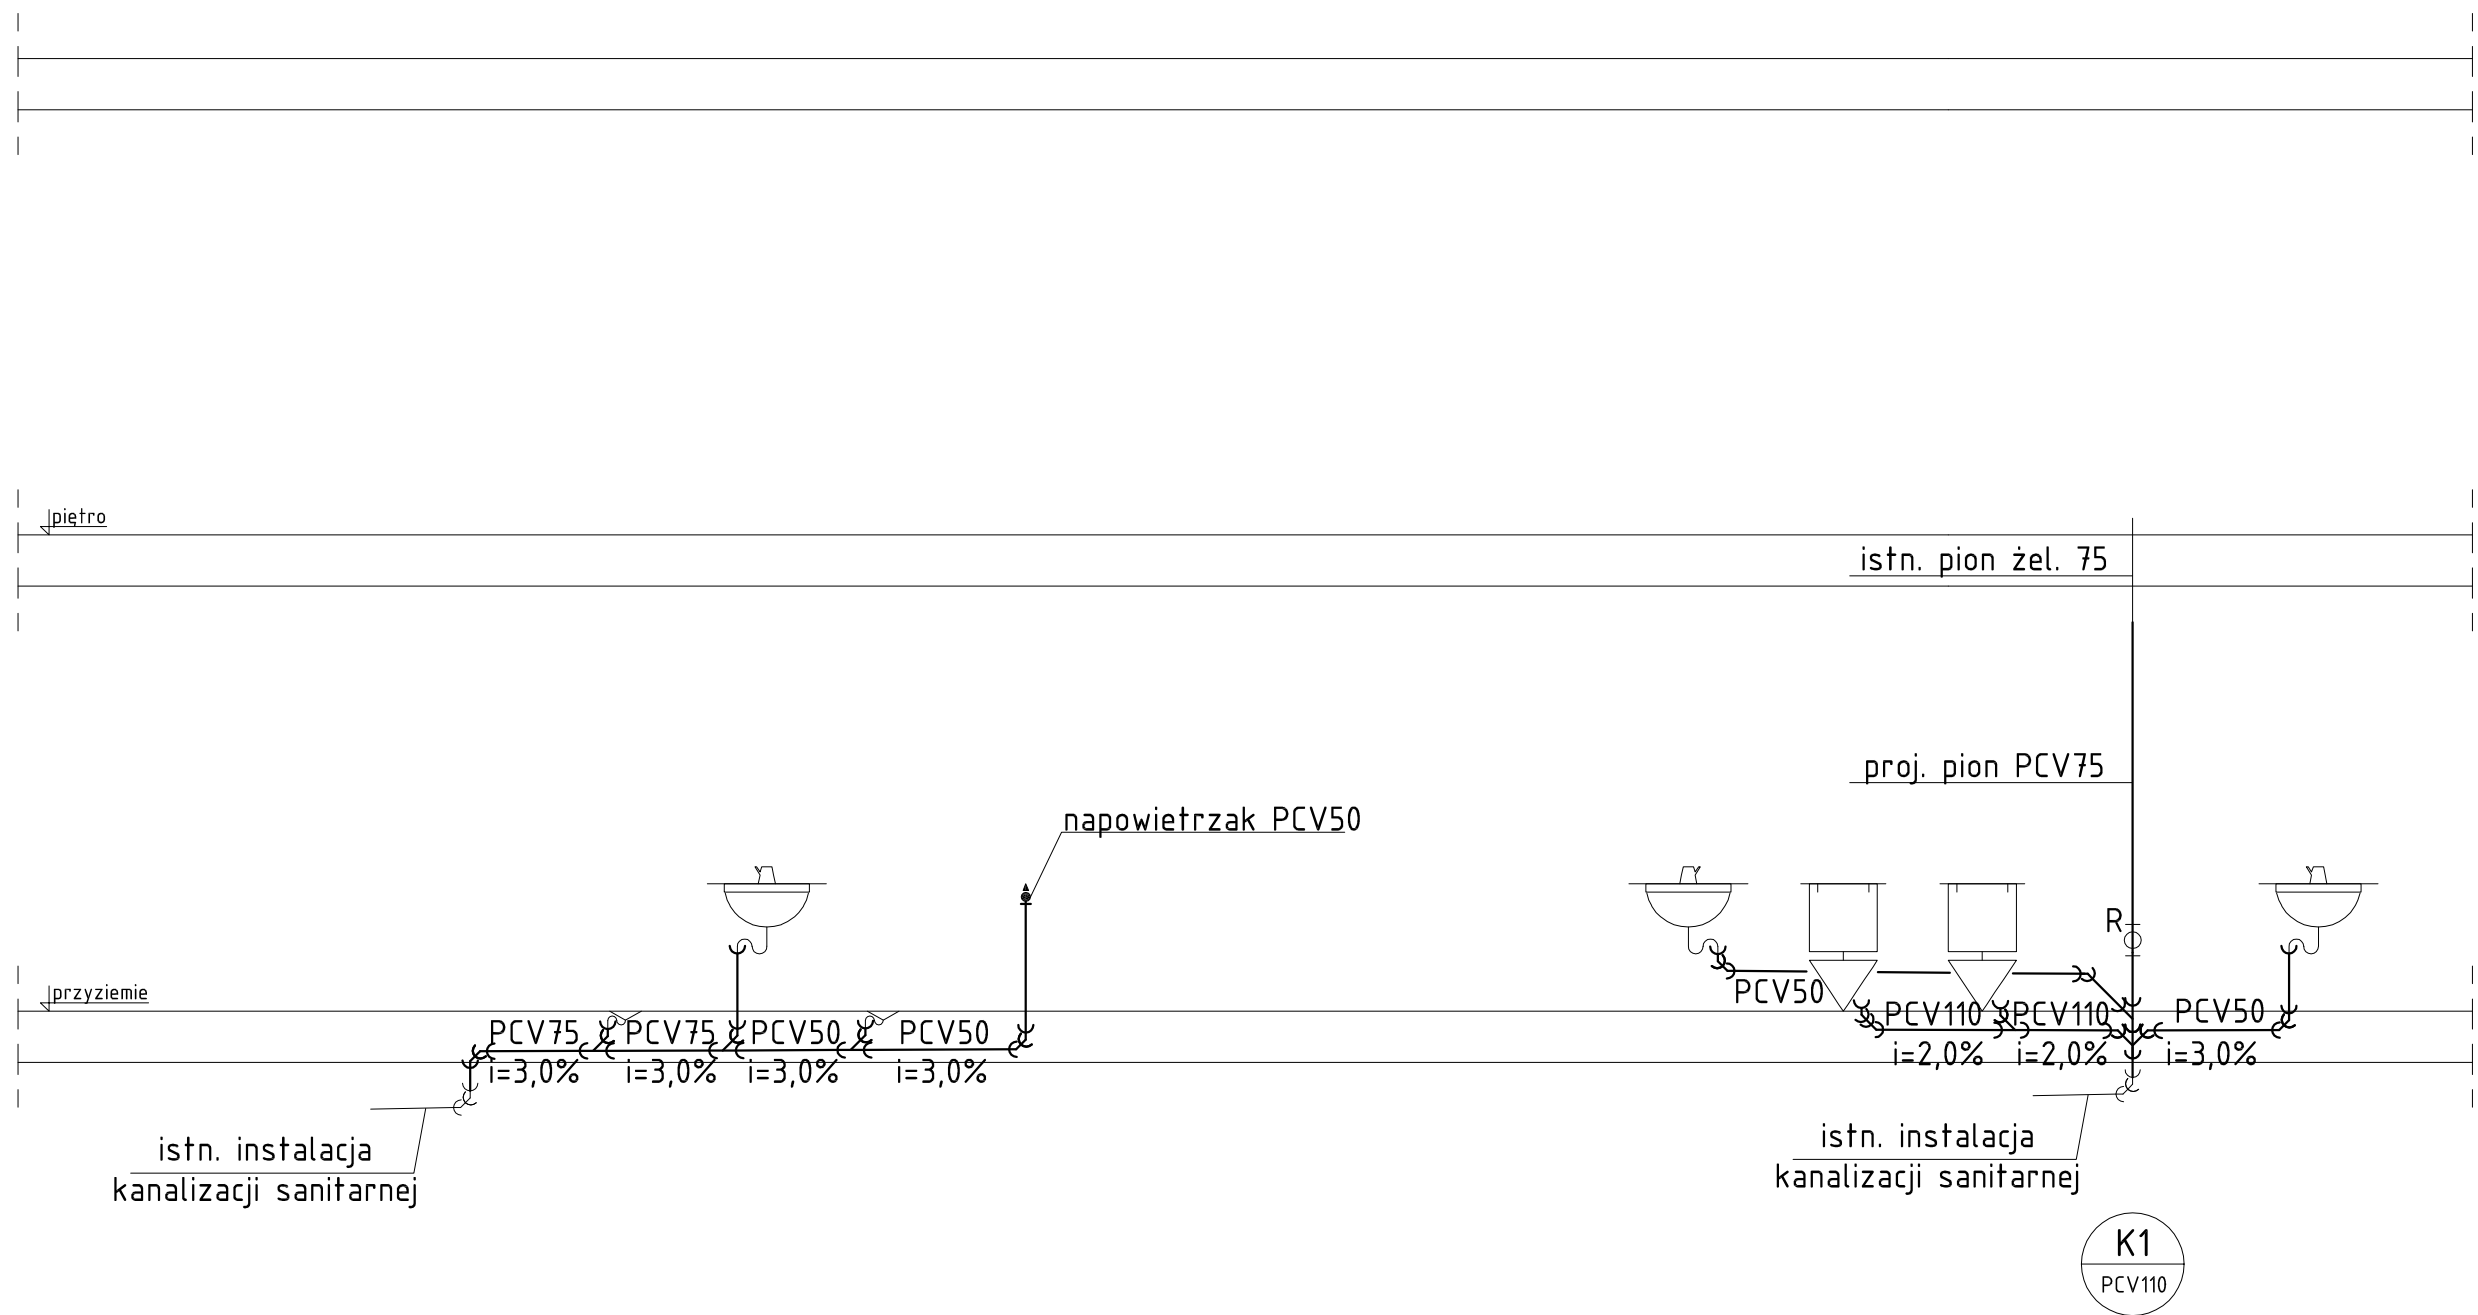 piętro
istn. pion żel. 75
proj. pion PCV75
napowietrzak PCV50
R
przyziemie
PCV50
PCV75 PCV75 PCV50 PCV50
i=3,0% i=3,0% i=3,0% i=3,0%
PCV110 PCV110 PCV50
i=2,0% i=2,0% i=3,0%
istn. instalacja
kanalizacji sanitarnej
istn. instalacja
kanalizacji sanitarnej
K1
PCV110